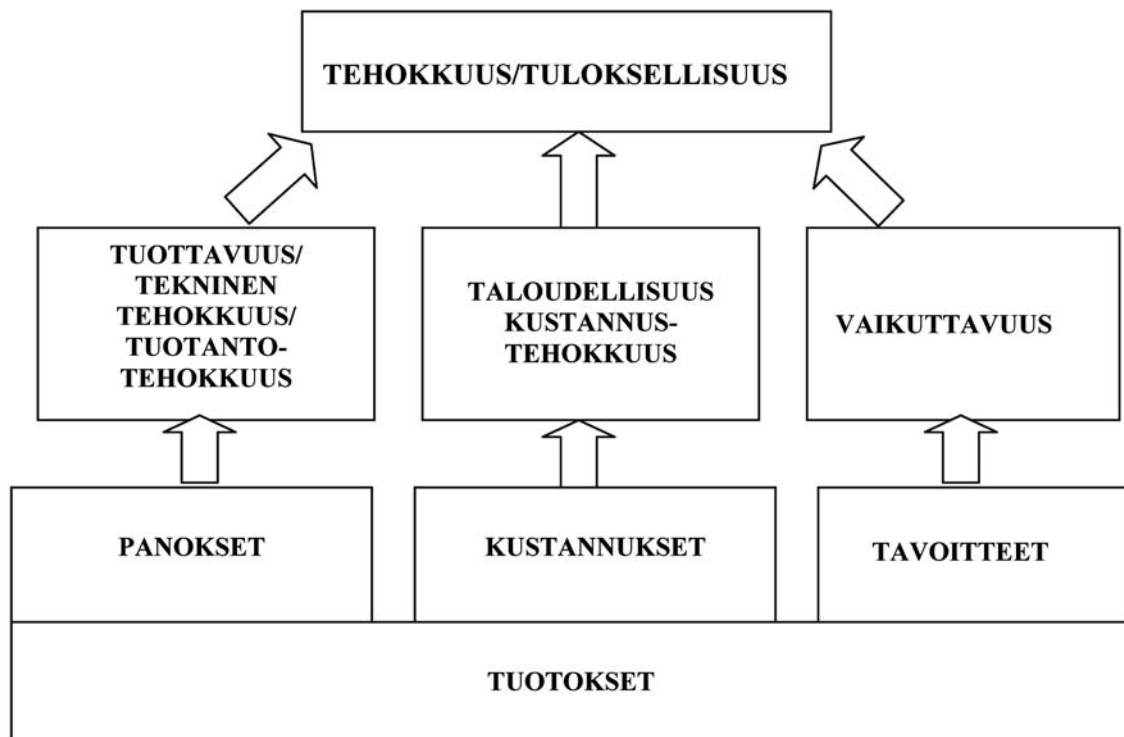 TEHOKKUUS/TULOKSELLISUUS
TUOTTAVUUS/
TEKNINEN
TEHOKKUUS/
TUOTANTO-
TEHOKKUUS
TALOUDELLISUUS
KUSTANNUS-
TEHOKKUUS
VAIKUTTAVUUS
PANOKSET
KUSTANNUKSET
TAVOITTEET
TUOTOKSET